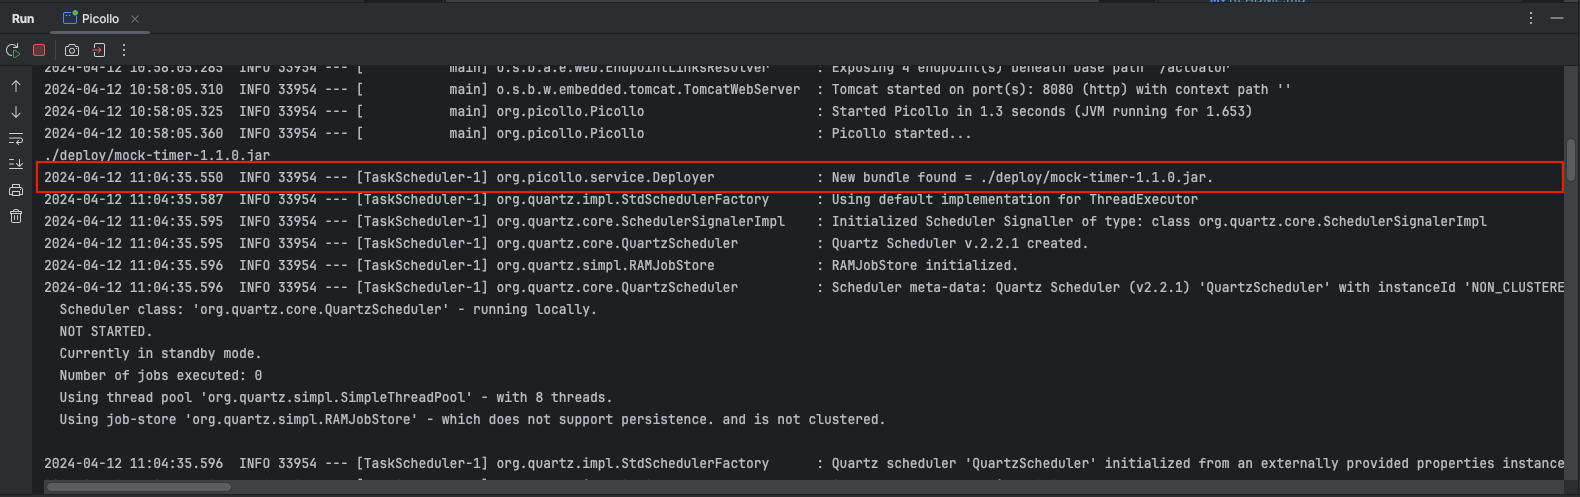 Run Picollo
2024-04-12 10:58:05.285  INFO 33954 --- [           main] o.s.b.a.e.web.EndpointLinksResolver      : Exposing 4 endpoint(s) beneath base path '/actuator'
2024-04-12 10:58:05.310  INFO 33954 --- [           main] o.s.b.w.embedded.tomcat.TomcatWebServer  : Tomcat started on port(s): 8080 (http) with context path ''
2024-04-12 10:58:05.325  INFO 33954 --- [           main] org.picollo.Picollo                      : Started Picollo in 1.3 seconds (JVM running for 1.653)
2024-04-12 10:58:05.360  INFO 33954 --- [           main] org.picollo.Picollo                      : Picollo started...
./deploy/mock-timer-1.1.0.jar
2024-04-12 11:04:35.550  INFO 33954 --- [TaskScheduler-1] org.picollo.service.Deployer             : New bundle found = ./deploy/mock-timer-1.1.0.jar.
2024-04-12 11:04:35.587  INFO 33954 --- [TaskScheduler-1] org.quartz.impl.StdSchedulerFactory      : Using default implementation for ThreadExecutor
2024-04-12 11:04:35.595  INFO 33954 --- [TaskScheduler-1] org.quartz.core.SchedulerSignalerImpl    : Initialized Scheduler Signaller of type: class org.quartz.core.SchedulerSignalerImpl
2024-04-12 11:04:35.595  INFO 33954 --- [TaskScheduler-1] org.quartz.core.QuartzScheduler          : Quartz Scheduler v.2.2.1 created.
2024-04-12 11:04:35.596  INFO 33954 --- [TaskScheduler-1] org.quartz.simpl.RAMJobStore             : RAMJobStore initialized.
2024-04-12 11:04:35.596  INFO 33954 --- [TaskScheduler-1] org.quartz.core.QuartzScheduler          : Scheduler meta-data: Quartz Scheduler (v2.2.1) 'QuartzScheduler' with instanceId 'NON_CLUSTERE
  Scheduler class: 'org.quartz.core.QuartzScheduler' - running locally.
  NOT STARTED.
  Currently in standby mode.
  Number of jobs executed: 0
  Using thread pool 'org.quartz.simpl.SimpleThreadPool' - with 8 threads.
  Using job-store 'org.quartz.simpl.RAMJobStore' - which does not support persistence. and is not clustered.
2024-04-12 11:04:35.596  INFO 33954 --- [TaskScheduler-1] org.quartz.impl.StdSchedulerFactory      : Quartz scheduler 'QuartzScheduler' initialized from an externally provided properties instance